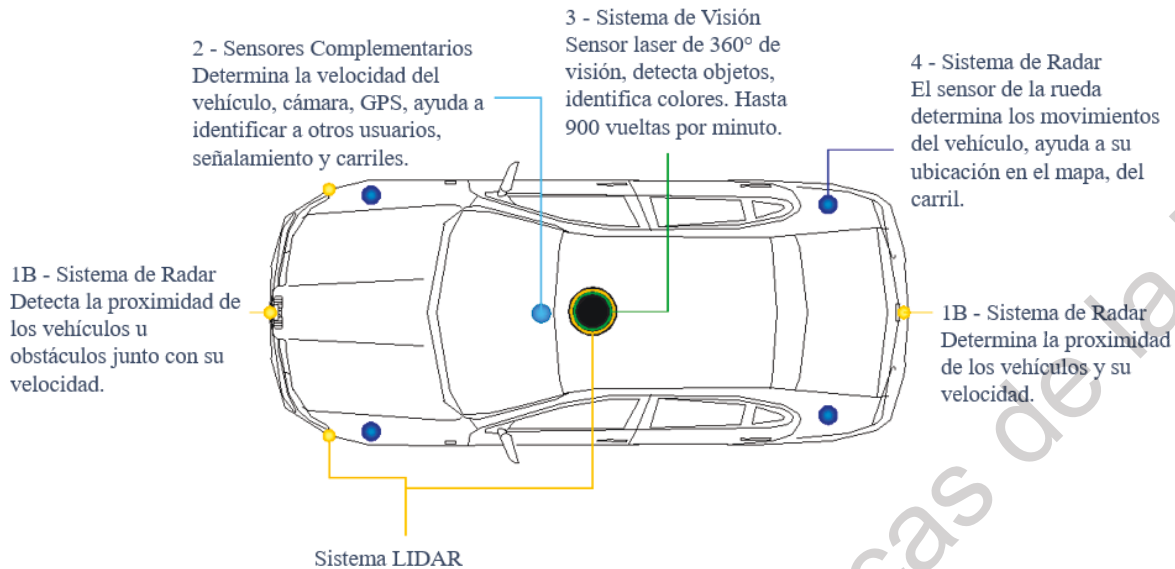 3 - Sistema de Visión
Sensor laser de 360° de
visión, detecta objetos,
identifica colores. Hasta
900 vueltas por minuto.
2 - Sensores Complementarios
Determina la velocidad del
vehículo, cámara, GPS, ayuda a
identificar a otros usuarios,
señalamiento y carriles.
4 - Sistema de Radar
El sensor de la rueda
determina los movimientos
del vehículo, ayuda a su
ubicación en el mapa, del
carril.
1B - Sistema de Radar
Detecta la proximidad de
los vehículos u
obstáculos junto con su
velocidad.
1B - Sistema de Radar
Determina la proximidad
de los vehículos y su
velocidad.
Sistema LIDAR
de la